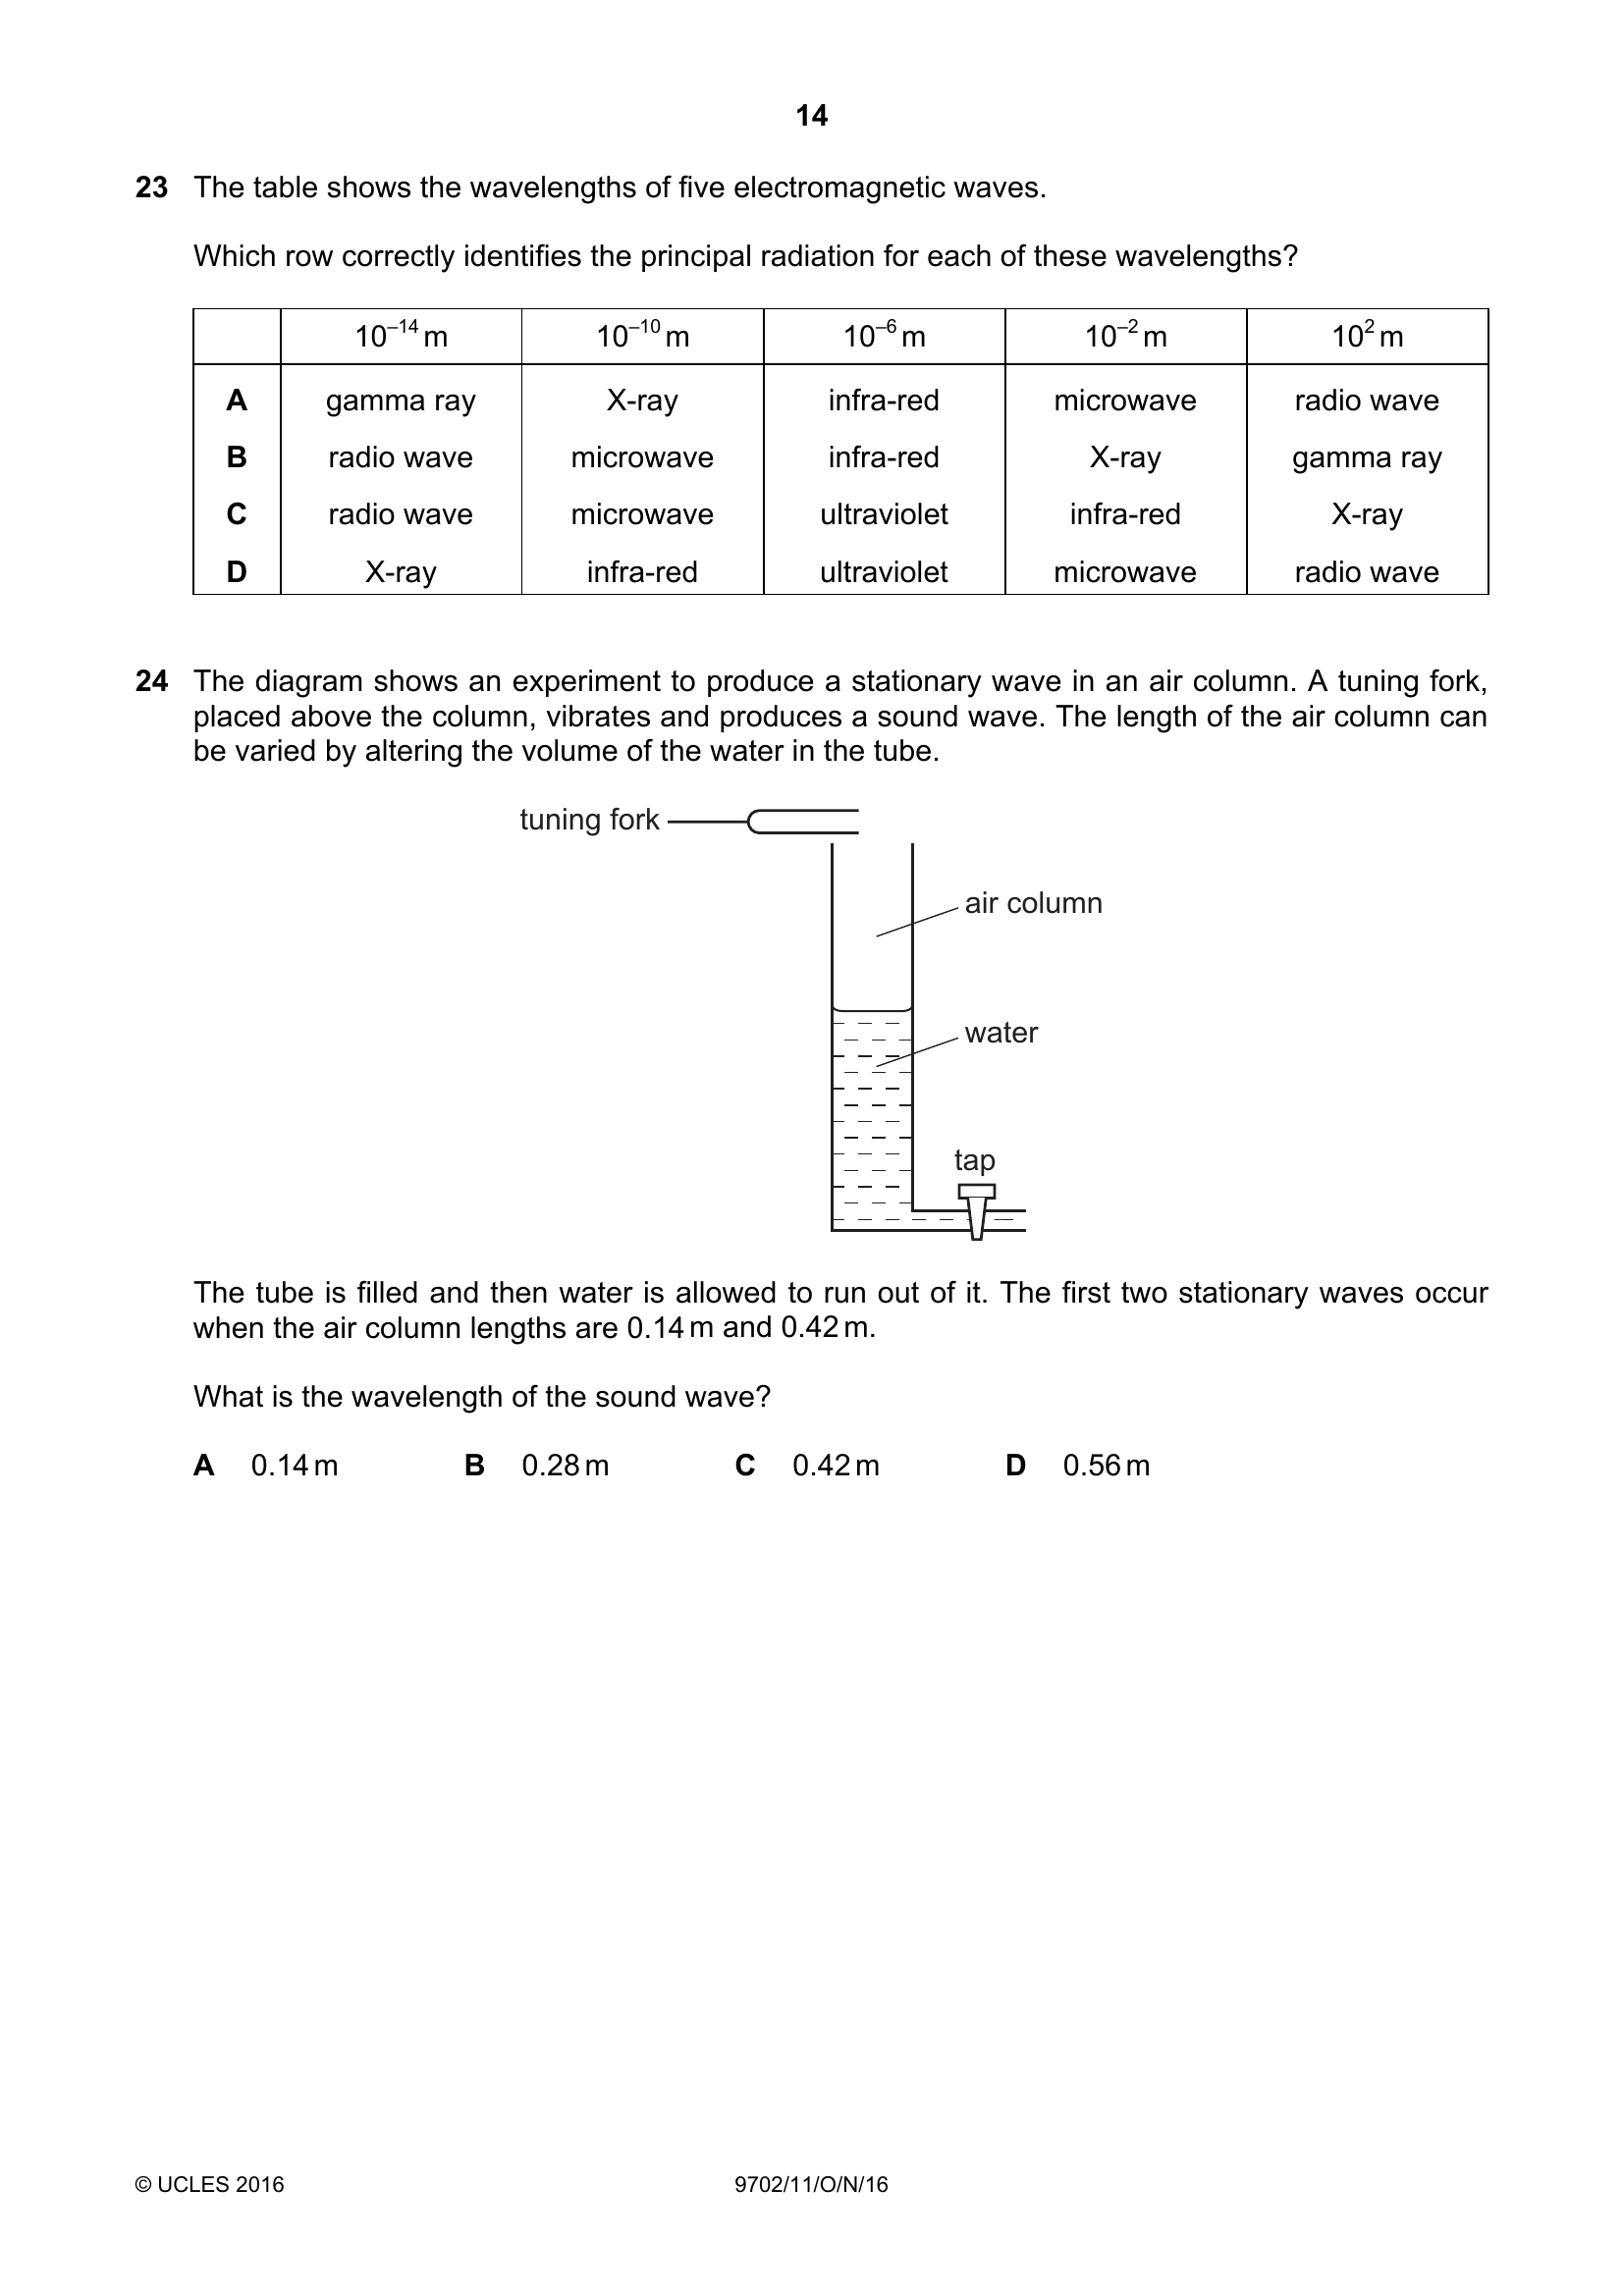 14
23 The table shows the wavelengths of five electromagnetic waves.
Which row correctly identifies the principal radiation for each of these wavelengths?
10⁻¹⁴ m 10⁻¹⁰ m 10⁻⁶ m 10⁻² m 10² m
A gamma ray X-ray infra-red microwave radio wave
B radio wave microwave infra-red X-ray gamma ray
C radio wave microwave ultraviolet infra-red X-ray
D X-ray infra-red ultraviolet microwave radio wave
24 The diagram shows an experiment to produce a stationary wave in an air column. A tuning fork,
placed above the column, vibrates and produces a sound wave. The length of the air column can
be varied by altering the volume of the water in the tube.
tuning fork
air column
water
tap
The tube is filled and then water is allowed to run out of it. The first two stationary waves occur
when the air column lengths are 0.14 m and 0.42 m.
What is the wavelength of the sound wave?
A 0.14 m B 0.28 m C 0.42 m D 0.56 m
© UCLES 2016 9702/11/O/N/16